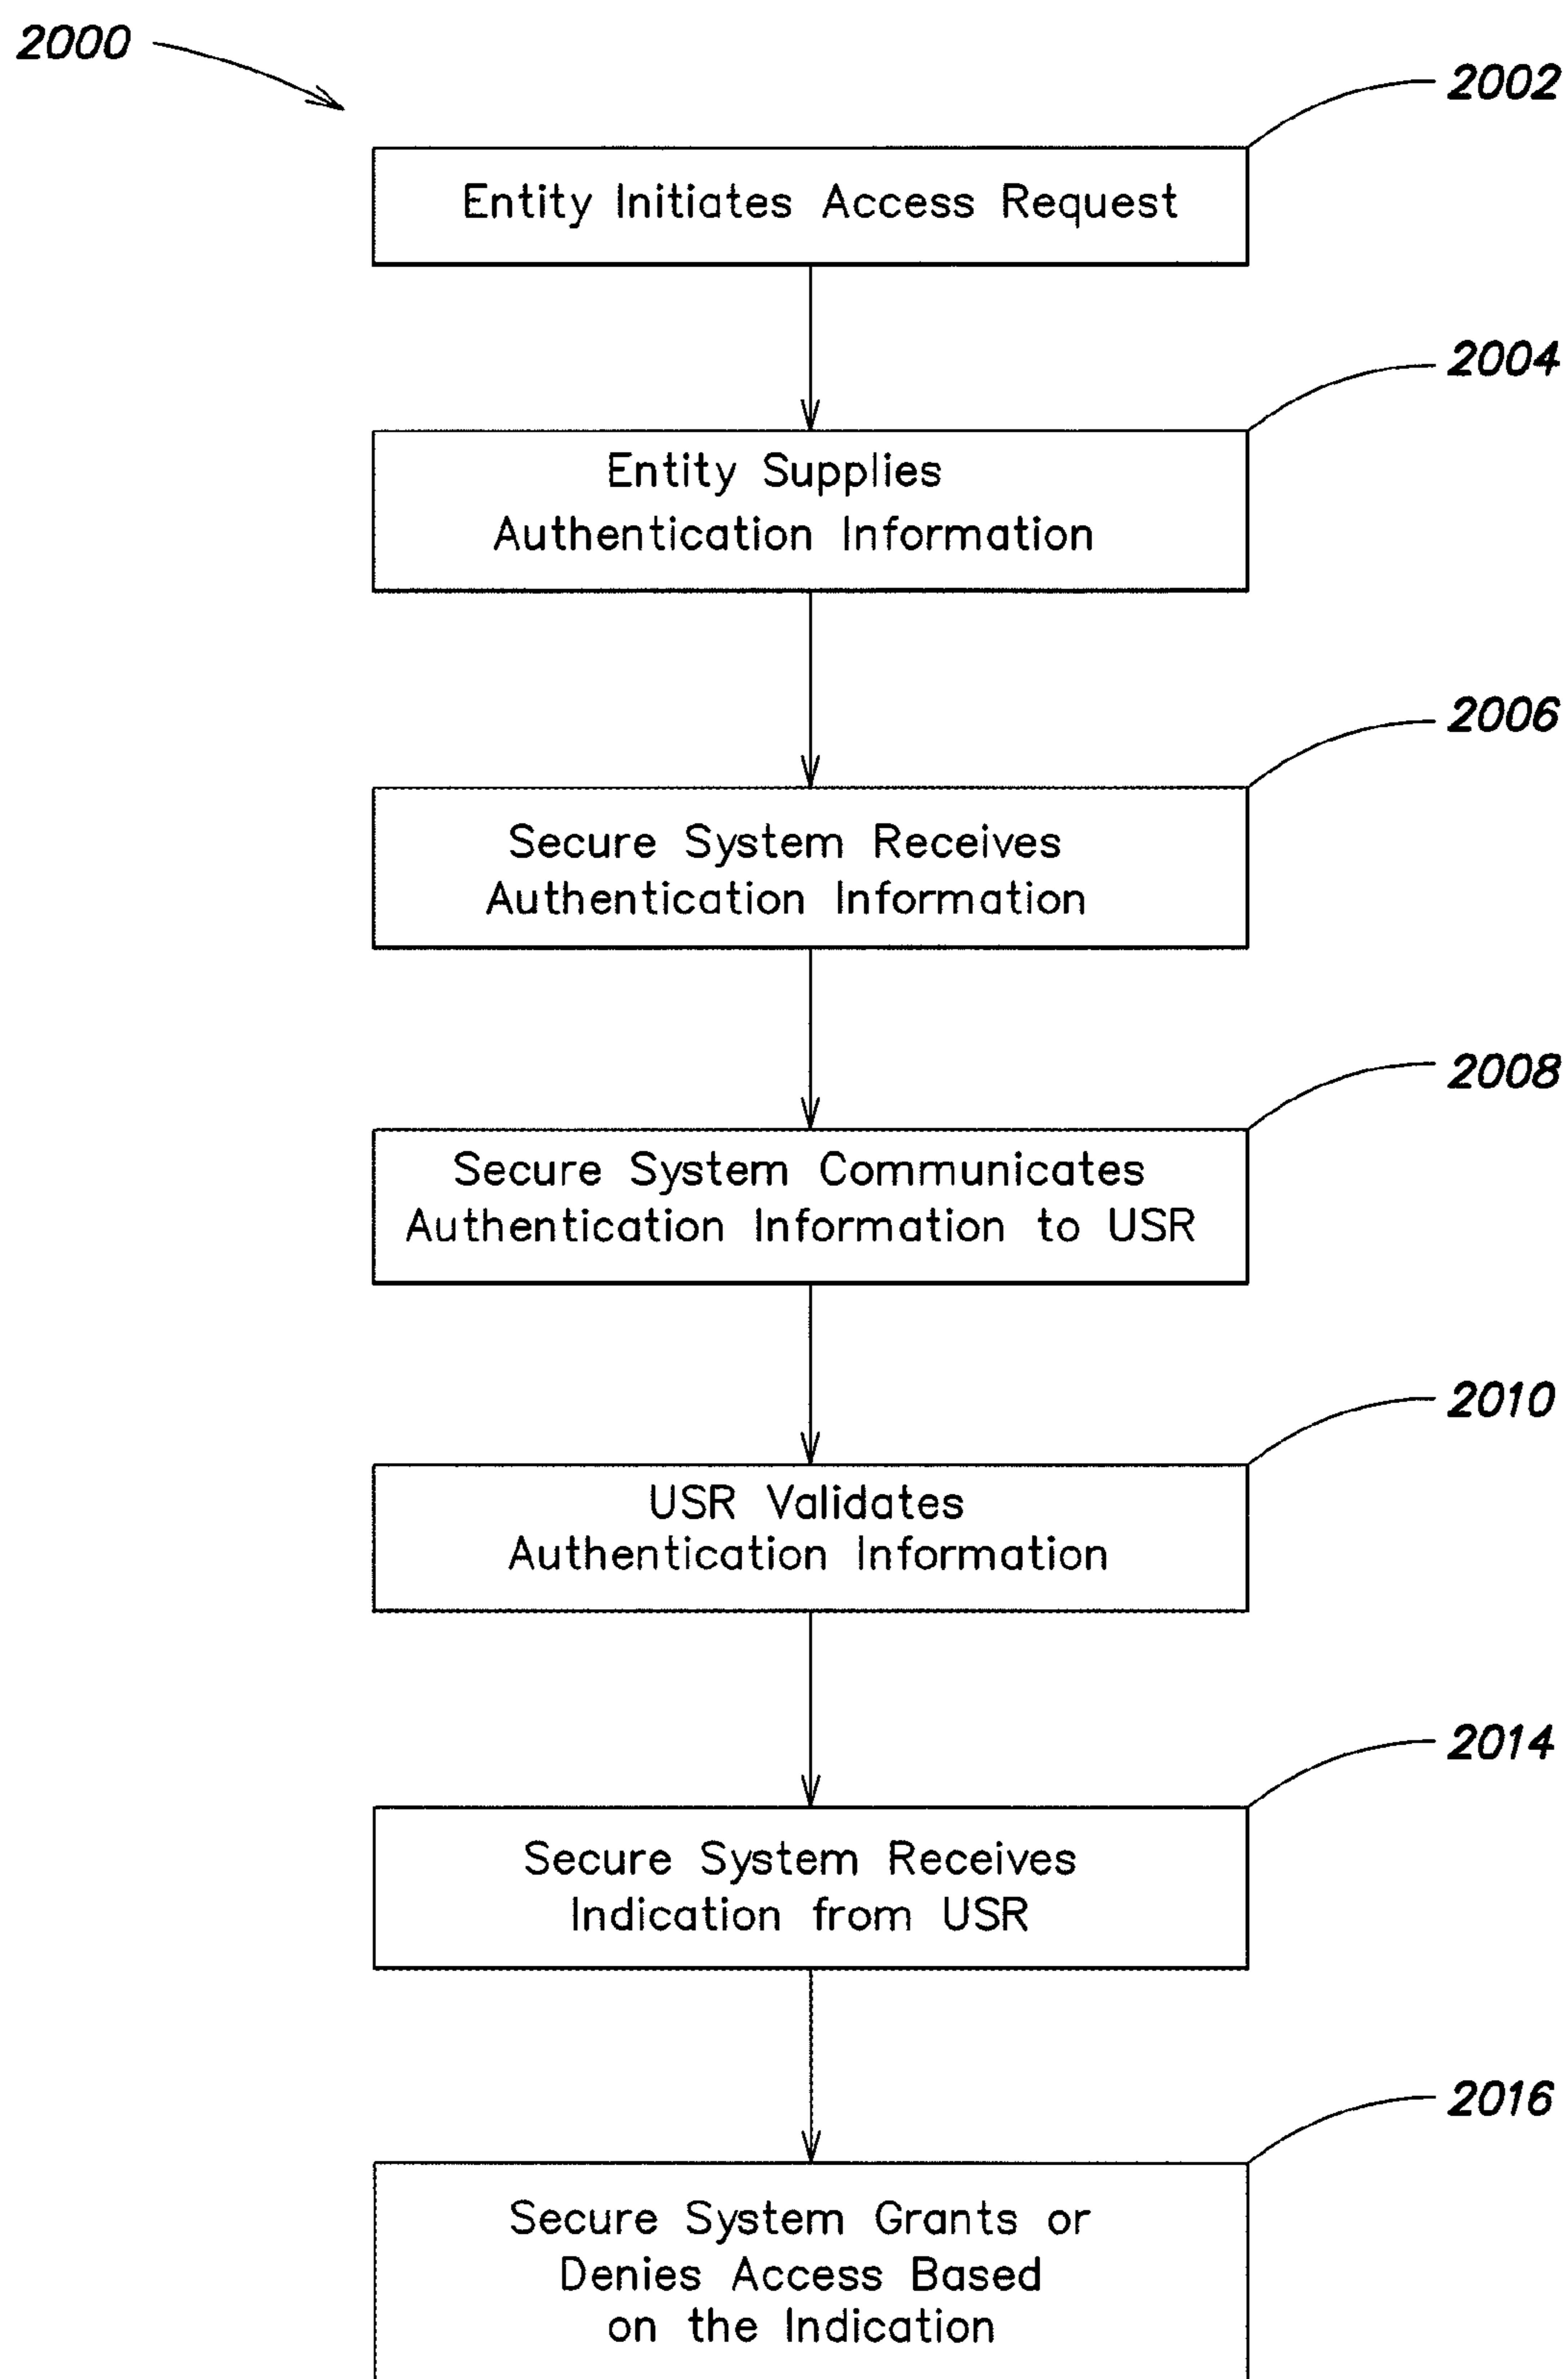 2000
2002
Entity Initiates Access Request
2004
Entity Supplies
Authentication Information
2006
Secure System Receives
Authentication Information
2008
Secure System Communicates
Authentication Information to USR
2010
USR Validates
Authentication Information
2014
Secure System Receives
Indication from USR
2016
Secure System Grants or
Denies Access Based
on the Indication